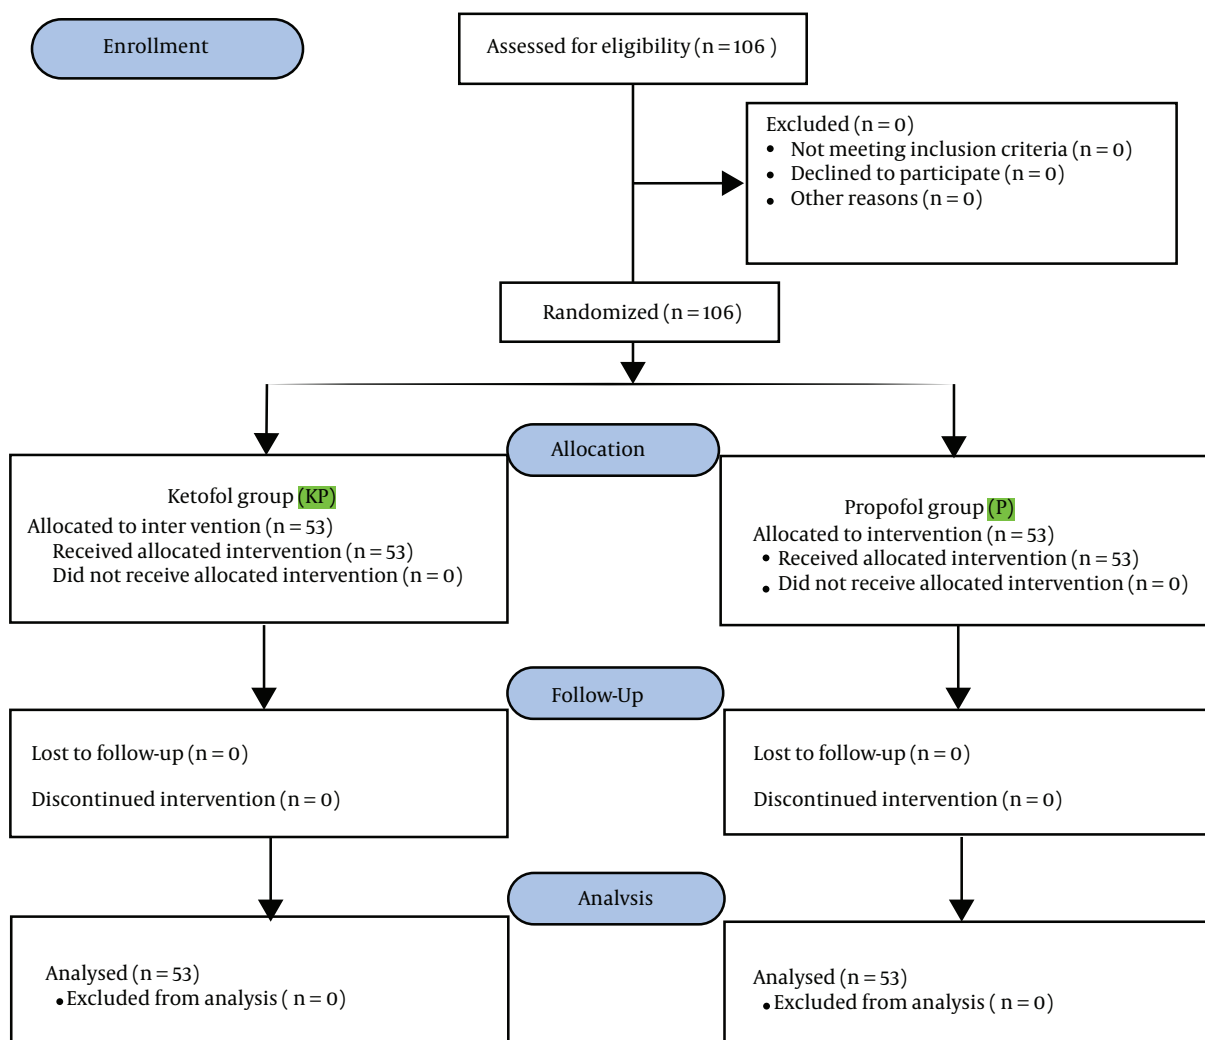 Enrollment
Assessed for eligibility (n = 106 )
Excluded (n = 0)
• Not meeting inclusion criteria (n = 0)
• Declined to participate (n = 0)
• Other reasons (n = 0)
Randomized (n = 106)
Allocation
Ketofol group (KP)
Allocated to inter vention (n = 53)
Received allocated intervention (n = 53)
Did not receive allocated intervention (n = 0)
Propofol group (P)
Allocated to intervention (n = 53)
• Received allocated intervention (n = 53)
• Did not receive allocated intervention (n = 0)
Follow-Up
Lost to follow-up (n = 0)
Discontinued intervention (n = 0)
Lost to follow-up (n = 0)
Discontinued intervention (n = 0)
Analvsis
Analysed (n = 53)
• Excluded from analysis ( n = 0)
Analysed (n = 53)
• Excluded from analysis ( n = 0)